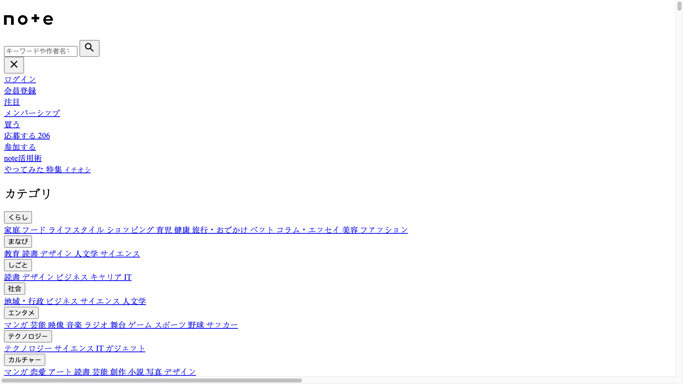 note
キーワードや作者名で
ログイン
会員登録
注目
メンバーシップ
買う
応募する 206
参加する
note活用術
やってみた 特集 イチオシ
カテゴリ
くらし
家庭 フード ライフスタイル ショッピング 育児 健康 旅行・おでかけ ペット コラム・エッセイ 美容 ファッション
まなび
教育 読書 デザイン 人文学 サイエンス
しごと
読書 デザイン ビジネス キャリア IT
社会
地域・行政 ビジネス サイエンス 人文学
エンタメ
マンガ 芸能 映像 音楽 ラジオ 舞台 ゲーム スポーツ 野球 サッカー
テクノロジー
テクノロジー サイエンス IT ガジェット
カルチャー
マンガ 恋愛 アート 読書 芸能 創作 小説 写真 デザイン